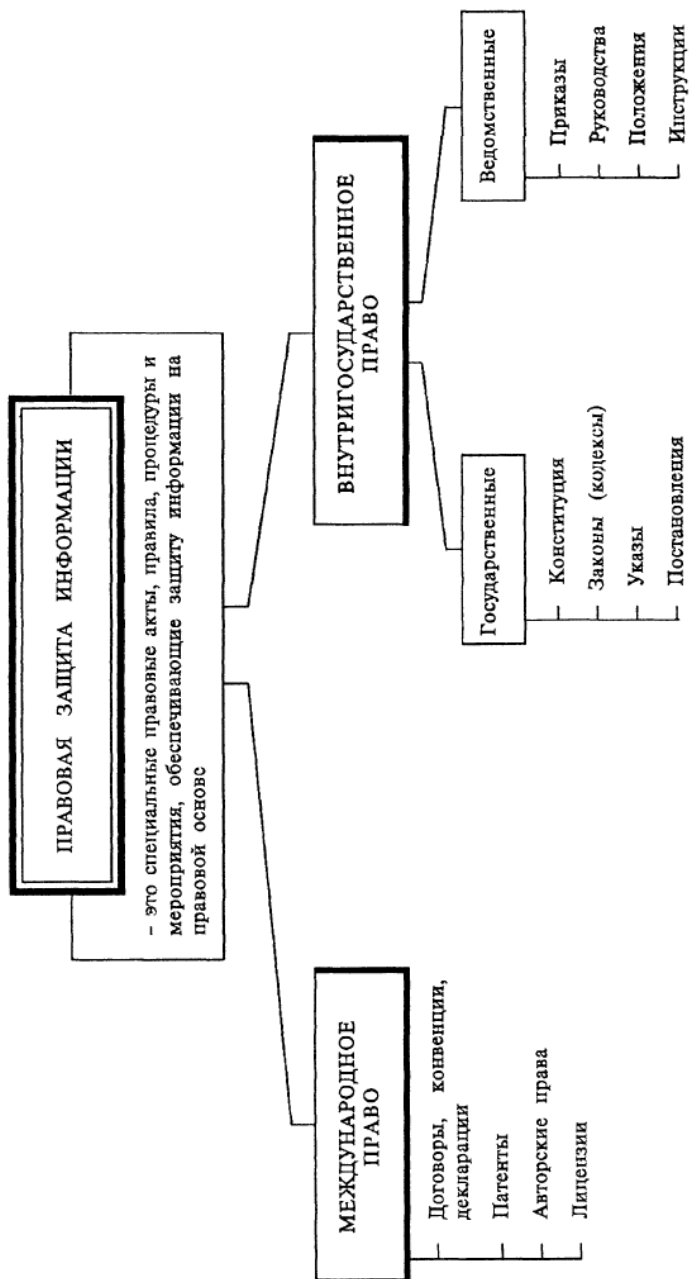 ПРАВОВАЯ ЗАЩИТА ИНФОРМАЦИИ
– это специальные правовые акты, правила, процедуры и
мероприятия, обеспечивающие защиту информации на
правовой основе
МЕЖДУНАРОДНОЕ
ПРАВО
Договоры, конвенции,
декларации
Патенты
Авторские права
Лицензии
ВНУТРИГОСУДАРСТВЕННОЕ
ПРАВО
Государственные
Конституция
Законы (кодексы)
Указы
Постановления
Ведомственные
Приказы
Руководства
Положения
Инструкции